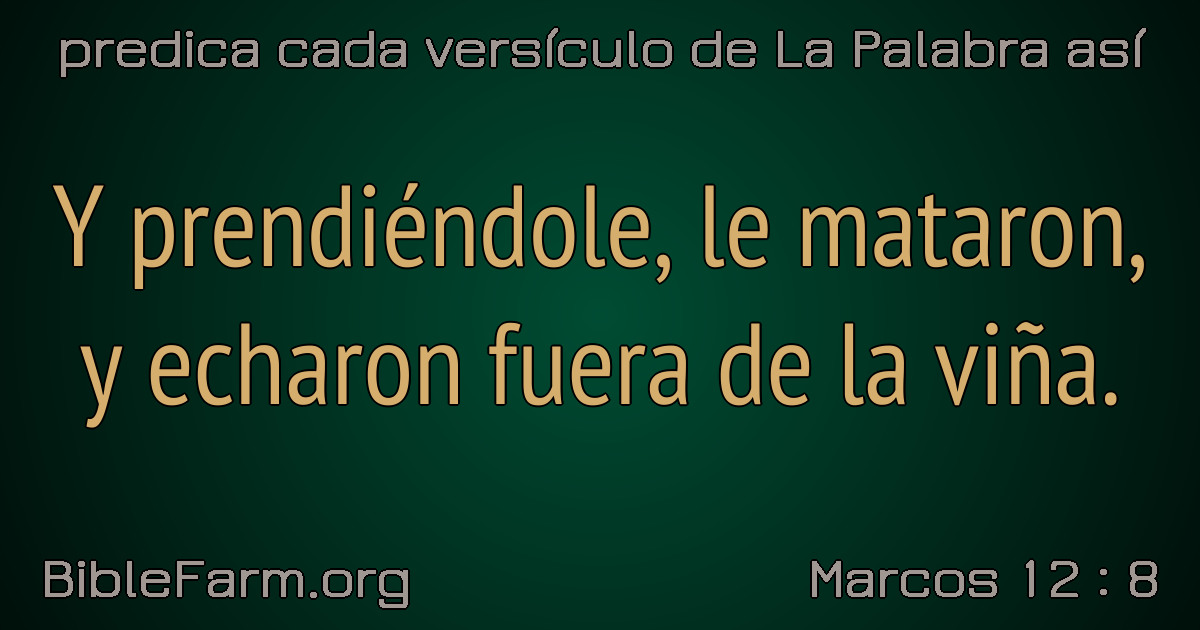 predica cada versículo de La Palabra así
Y prendiéndole, le mataron,
y echaron fuera de la viña.
BibleFarm.org
Marcos 12 : 8